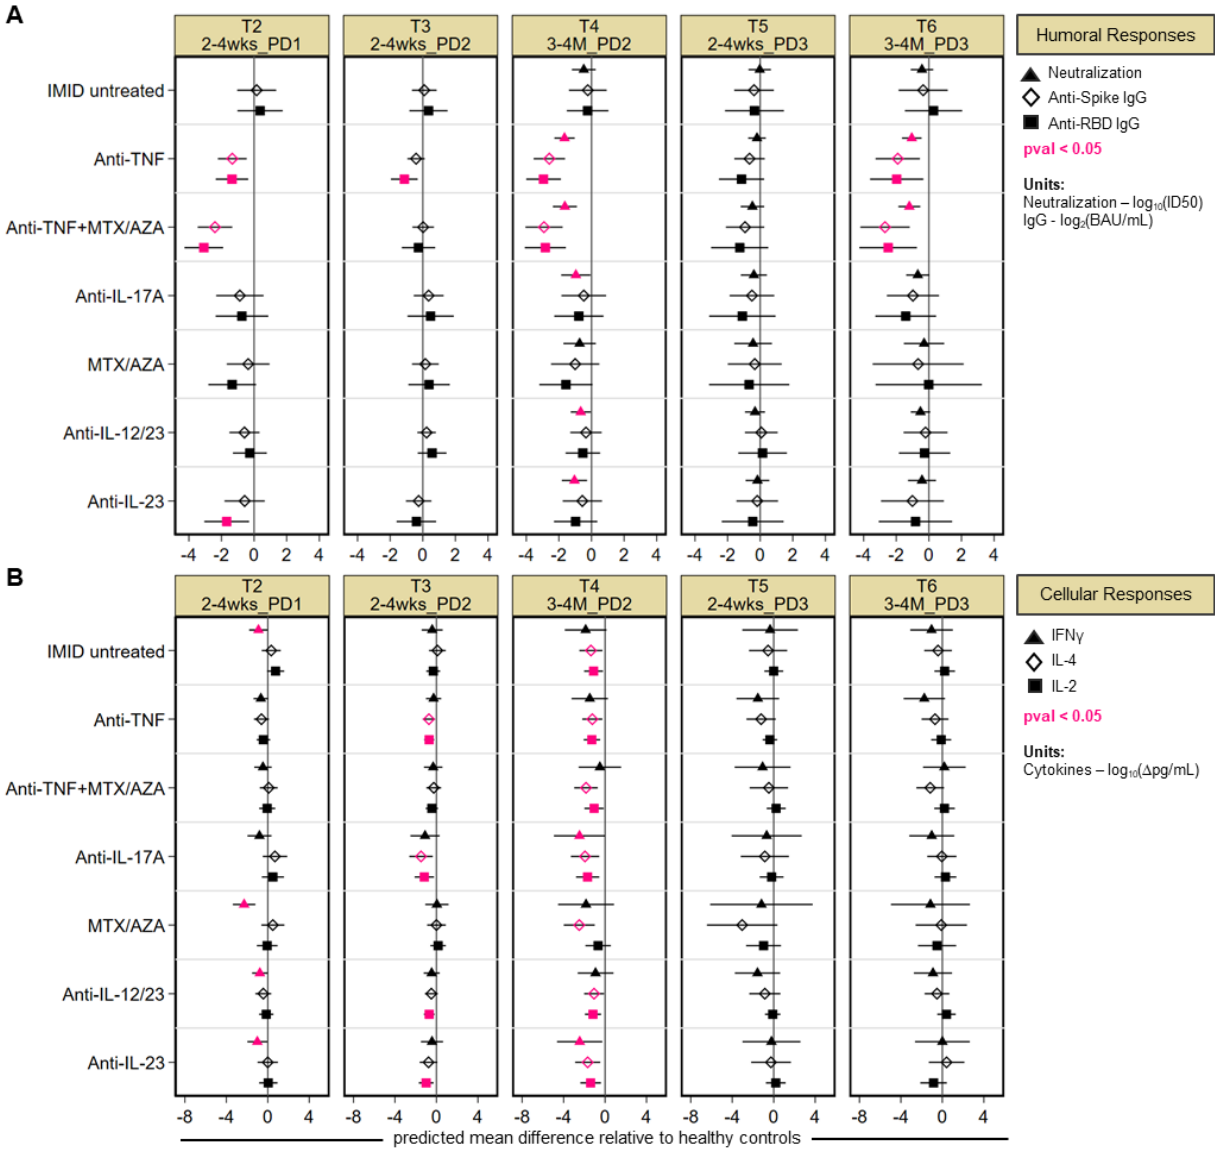 A
T2
2-4wks_PD1
T3
2-4wks_PD2
T4
3-4M_PD2
T5
2-4wks_PD3
T6
3-4M_PD3
Humoral Responses
Neutralization
Anti-Spike IgG
Anti-RBD IgG
pval < 0.05
Units:
Neutralization – log₁₀(ID50)
IgG - log₂(BAU/mL)
IMID untreated
Anti-TNF
Anti-TNF+MTX/AZA
Anti-IL-17A
MTX/AZA
Anti-IL-12/23
Anti-IL-23
-4 -2 0 2 4 -4 -2 0 2 4 -4 -2 0 2 4 -4 -2 0 2 4 -4 -2 0 2 4
B
T2
2-4wks_PD1
T3
2-4wks_PD2
T4
3-4M_PD2
T5
2-4wks_PD3
T6
3-4M_PD3
Cellular Responses
IFNγ
IL-4
IL-2
pval < 0.05
Units:
Cytokines – log₁₀(Δpg/mL)
IMID untreated
Anti-TNF
Anti-TNF+MTX/AZA
Anti-IL-17A
MTX/AZA
Anti-IL-12/23
Anti-IL-23
-8 -4 0 4 -8 -4 0 4 -8 -4 0 4 -8 -4 0 4 -8 -4 0 4
predicted mean difference relative to healthy controls